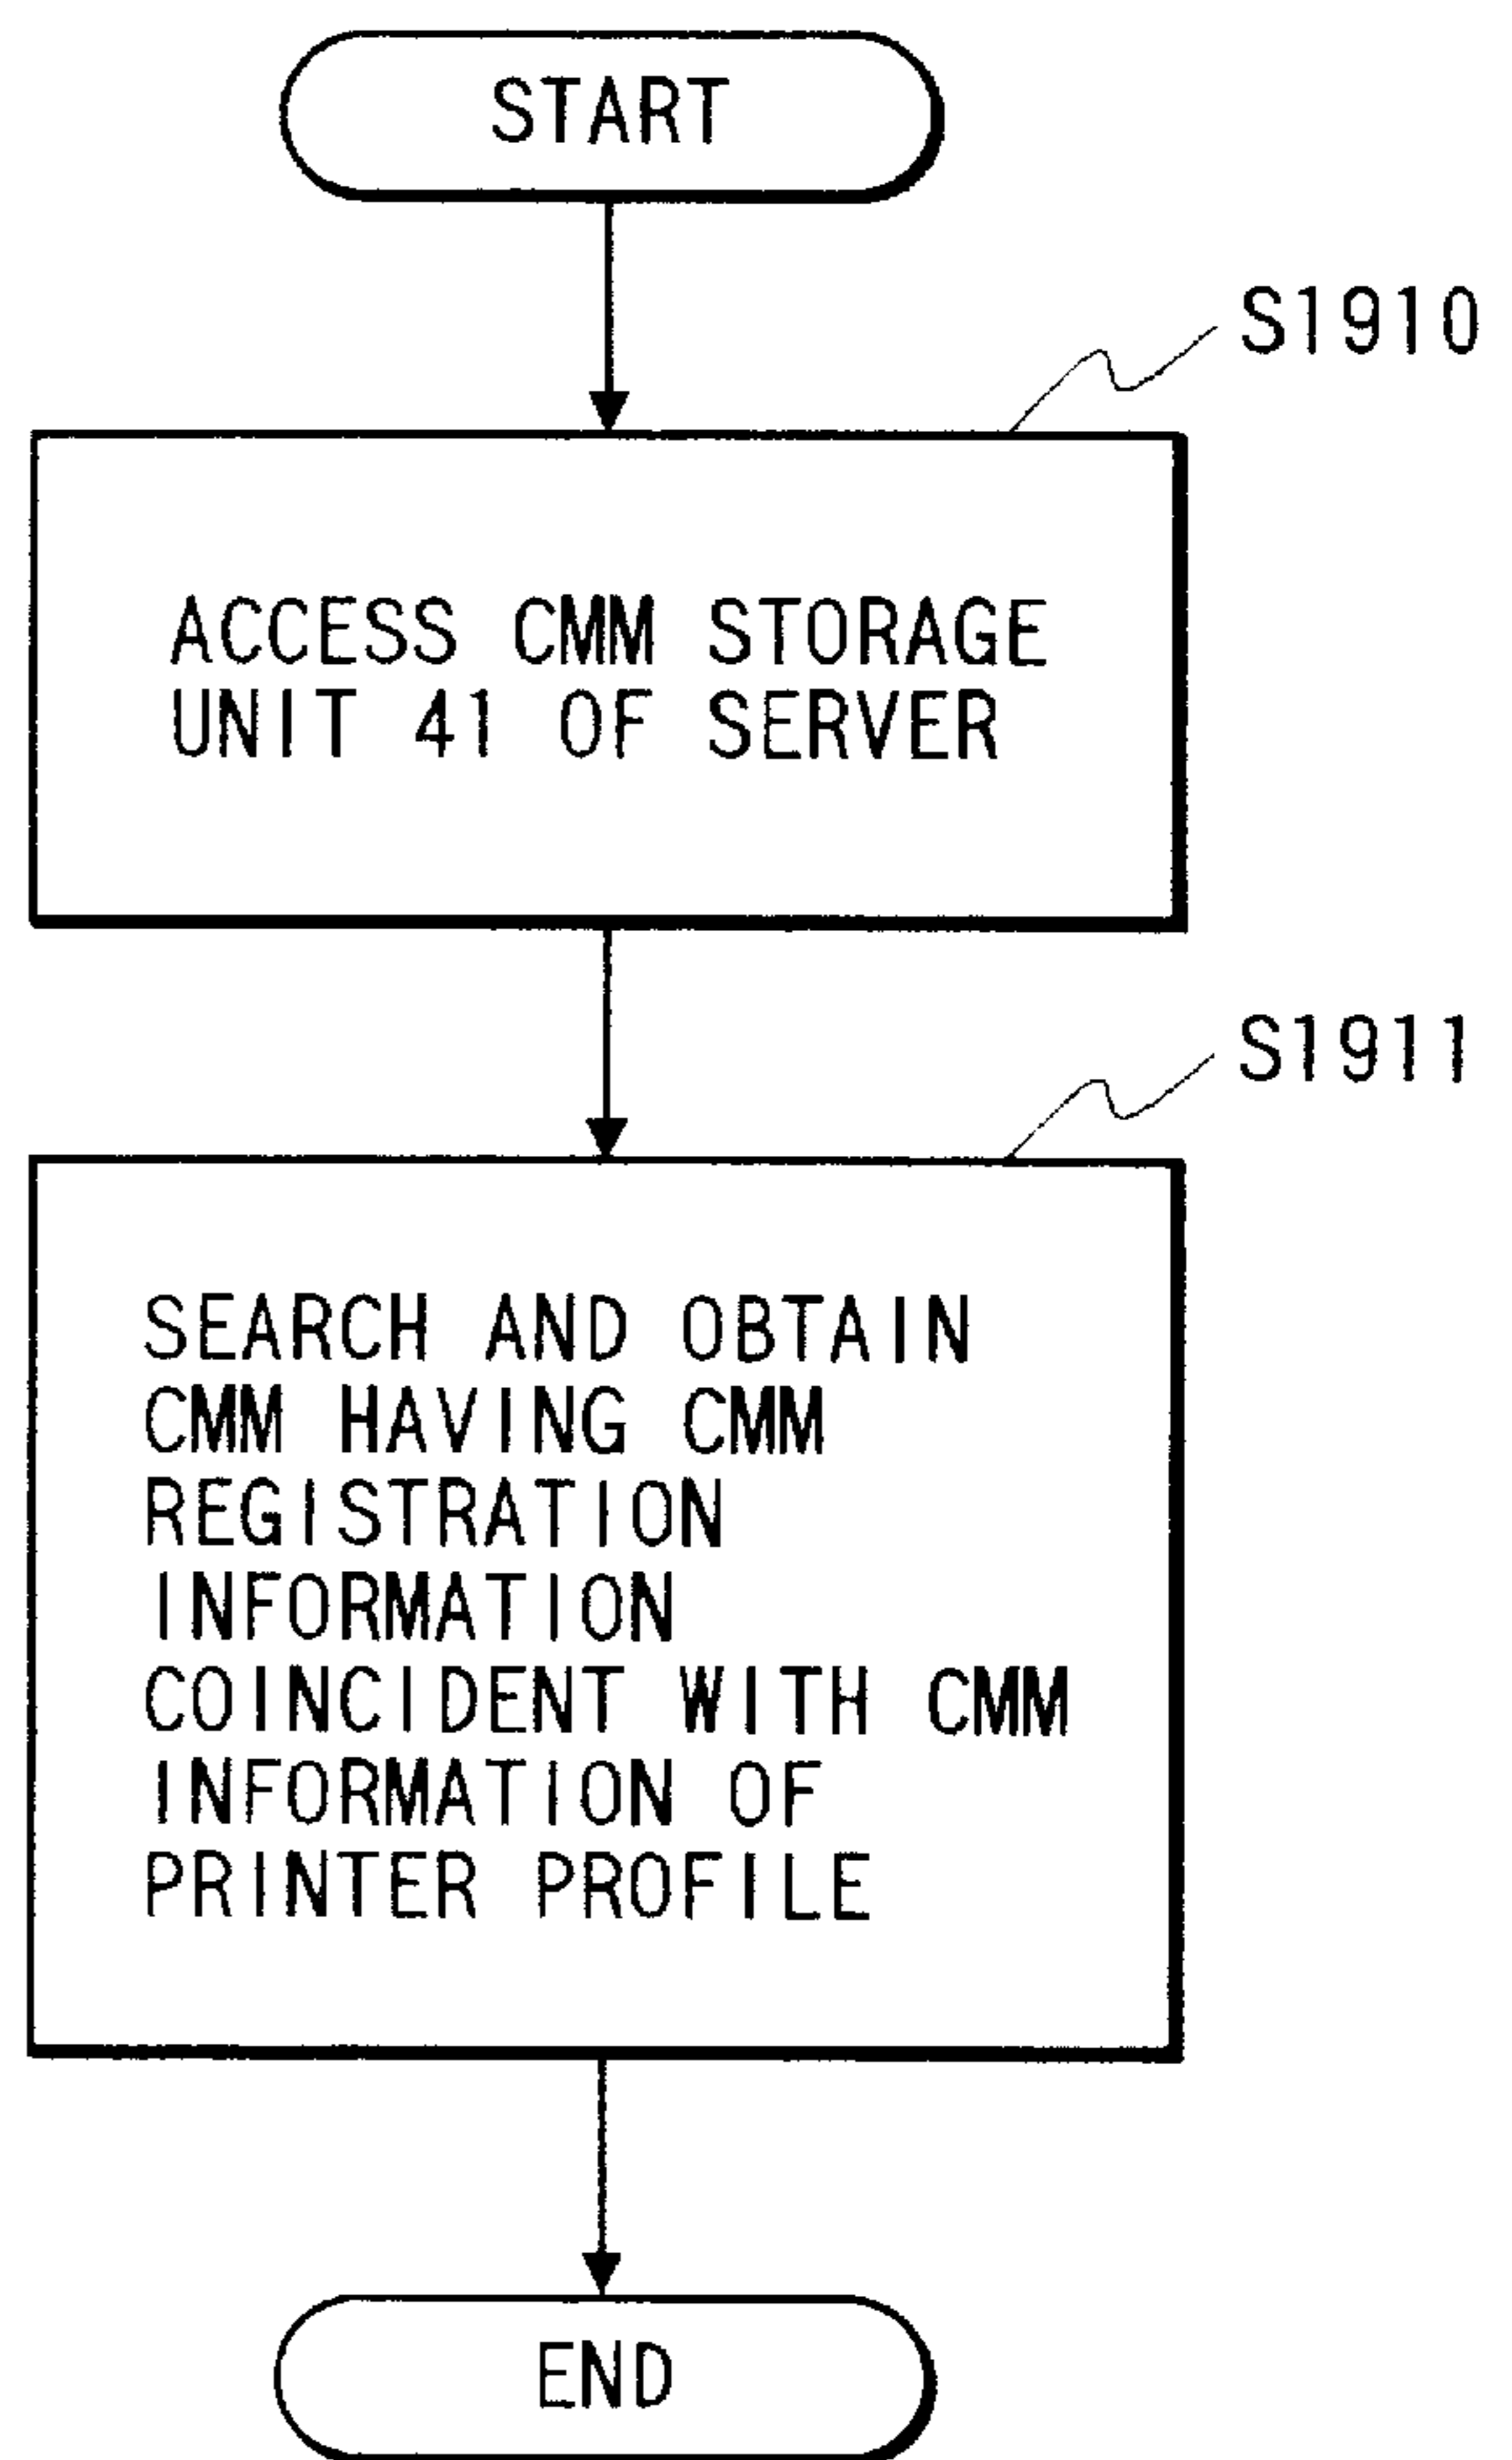 START
S1910
ACCESS CMM STORAGE
UNIT 41 OF SERVER
S1911
SEARCH AND OBTAIN
CMM HAVING CMM
REGISTRATION
INFORMATION
COINCIDENT WITH CMM
INFORMATION OF
PRINTER PROFILE
END